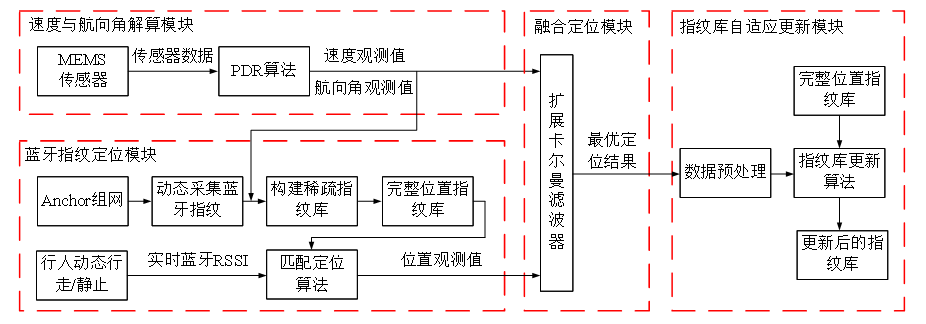 速度与航向角解算模块
MEMS
传感器
传感器数据
PDR算法
速度观测值
航向角观测值
蓝牙指纹定位模块
Anchor组网
动态采集蓝
牙指纹
构建稀疏指
纹库
完整位置指
纹库
行人动态行
走/静止
实时蓝牙RSSI
匹配定位
算法
位置观测值
融合定位模块
扩
展
卡
尔
曼
滤
波
器
最优定
位结果
指纹库自适应更新模块
完整位置指
纹库
数据预处理
指纹库更新
算法
更新后的指
纹库